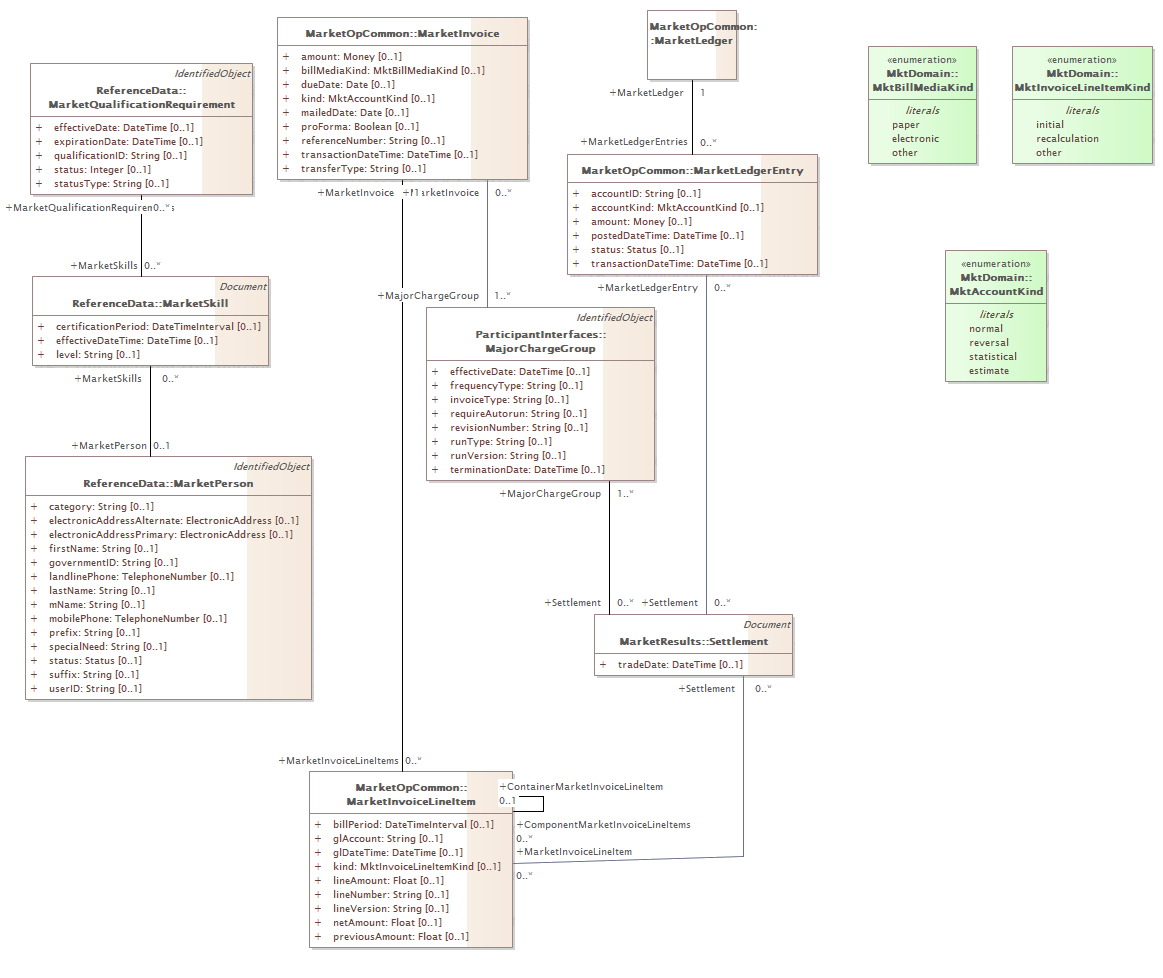 IdentifiedObject
ReferenceData::
MarketQualificationRequirement
+ effectiveDate: DateTime [0..1]
+ expirationDate: DateTime [0..1]
+ qualificationID: String [0..1]
+ status: Integer [0..1]
+ statusType: String [0..1]
+MarketQualificationRequirem 0..*s
+MarketSkills 0..*
Document
ReferenceData::MarketSkill
+ certificationPeriod: DateTimeInterval [0..1]
+ effectiveDateTime: DateTime [0..1]
+ level: String [0..1]
+MarketSkills 0..*
+MarketPerson 0..1
IdentifiedObject
ReferenceData::MarketPerson
+ category: String [0..1]
+ electronicAddressAlternate: ElectronicAddress [0..1]
+ electronicAddressPrimary: ElectronicAddress [0..1]
+ firstName: String [0..1]
+ governmentID: String [0..1]
+ landlinePhone: TelephoneNumber [0..1]
+ lastName: String [0..1]
+ mName: String [0..1]
+ mobilePhone: TelephoneNumber [0..1]
+ prefix: String [0..1]
+ specialNeed: String [0..1]
+ status: Status [0..1]
+ suffix: String [0..1]
+ userID: String [0..1]
MarketOpCommon::MarketInvoice
+ amount: Money [0..1]
+ billMediaKind: MktBillMediaKind [0..1]
+ dueDate: Date [0..1]
+ kind: MktAccountKind [0..1]
+ mailedDate: Date [0..1]
+ proForma: Boolean [0..1]
+ referenceNumber: String [0..1]
+ transactionDateTime: DateTime [0..1]
+ transferType: String [0..1]
+MarketInvoice +MarketInvoice 0..*
+MajorChargeGroup 1..*
IdentifiedObject
ParticipantInterfaces::
MajorChargeGroup
+ effectiveDate: DateTime [0..1]
+ frequencyType: String [0..1]
+ invoiceType: String [0..1]
+ requireAutorun: String [0..1]
+ revisionNumber: String [0..1]
+ runType: String [0..1]
+ runVersion: String [0..1]
+ terminationDate: DateTime [0..1]
+MajorChargeGroup 1..*
MarketOpCommon:
:MarketLedger
+MarketLedger 1
+MarketLedgerEntries 0..*
MarketOpCommon::MarketLedgerEntry
+ accountID: String [0..1]
+ accountKind: MktAccountKind [0..1]
+ amount: Money [0..1]
+ postedDateTime: DateTime [0..1]
+ status: Status [0..1]
+ transactionDateTime: DateTime [0..1]
+MarketLedgerEntry 0..*
+Settlement 0..* +Settlement 0..*
Document
MarketResults::Settlement
+ tradeDate: DateTime [0..1]
+Settlement 0..*
+MarketInvoiceLineItems 0..*
MarketOpCommon::
MarketInvoiceLineItem
+ billPeriod: DateTimeInterval [0..1]
+ glAccount: String [0..1]
+ glDateTime: DateTime [0..1]
+ kind: MktInvoiceLineItemKind [0..1]
+ lineAmount: Float [0..1]
+ lineNumber: String [0..1]
+ lineVersion: String [0..1]
+ netAmount: Float [0..1]
+ previousAmount: Float [0..1]
+ContainerMarketInvoiceLineItem
0..1
+ComponentMarketInvoiceLineItems
0..*
+MarketInvoiceLineItem
0..*
«enumeration»
MktDomain::
MktBillMediaKind
literals
paper
electronic
other
«enumeration»
MktDomain::
MktInvoiceLineItemKind
literals
initial
recalculation
other
«enumeration»
MktDomain::
MktAccountKind
literals
normal
reversal
statistical
estimate